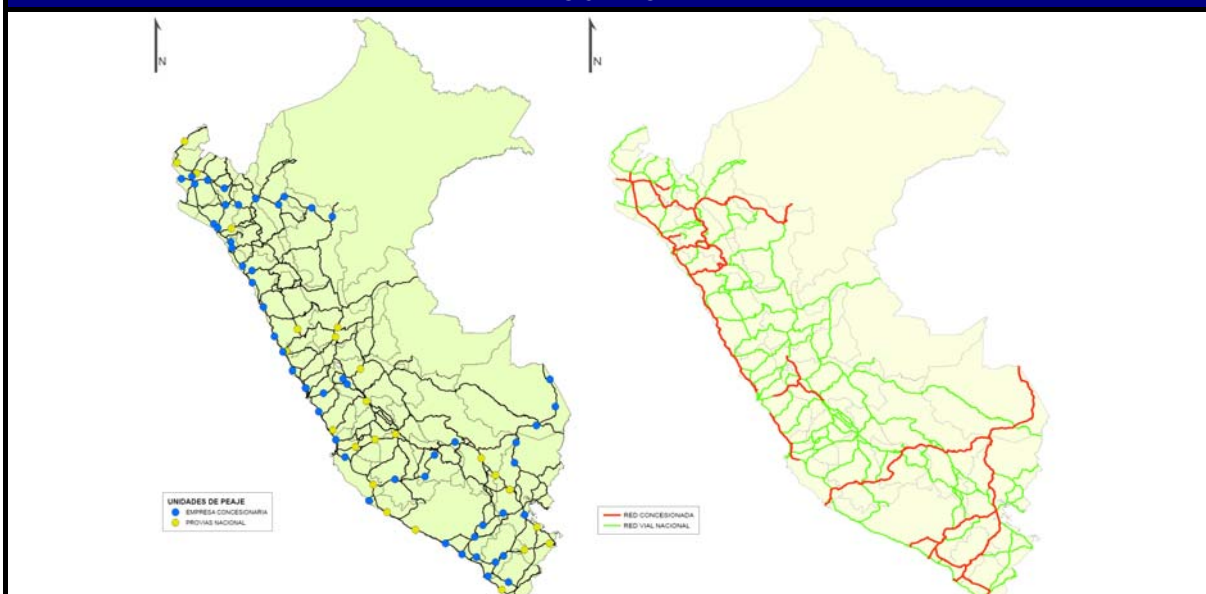 N
N
UNIDADES DE PEAJE
EMPRESA CONCESIONARIA
PROVIAS NACIONAL
RED CONCESIONADA
RED VIAL NACIONAL